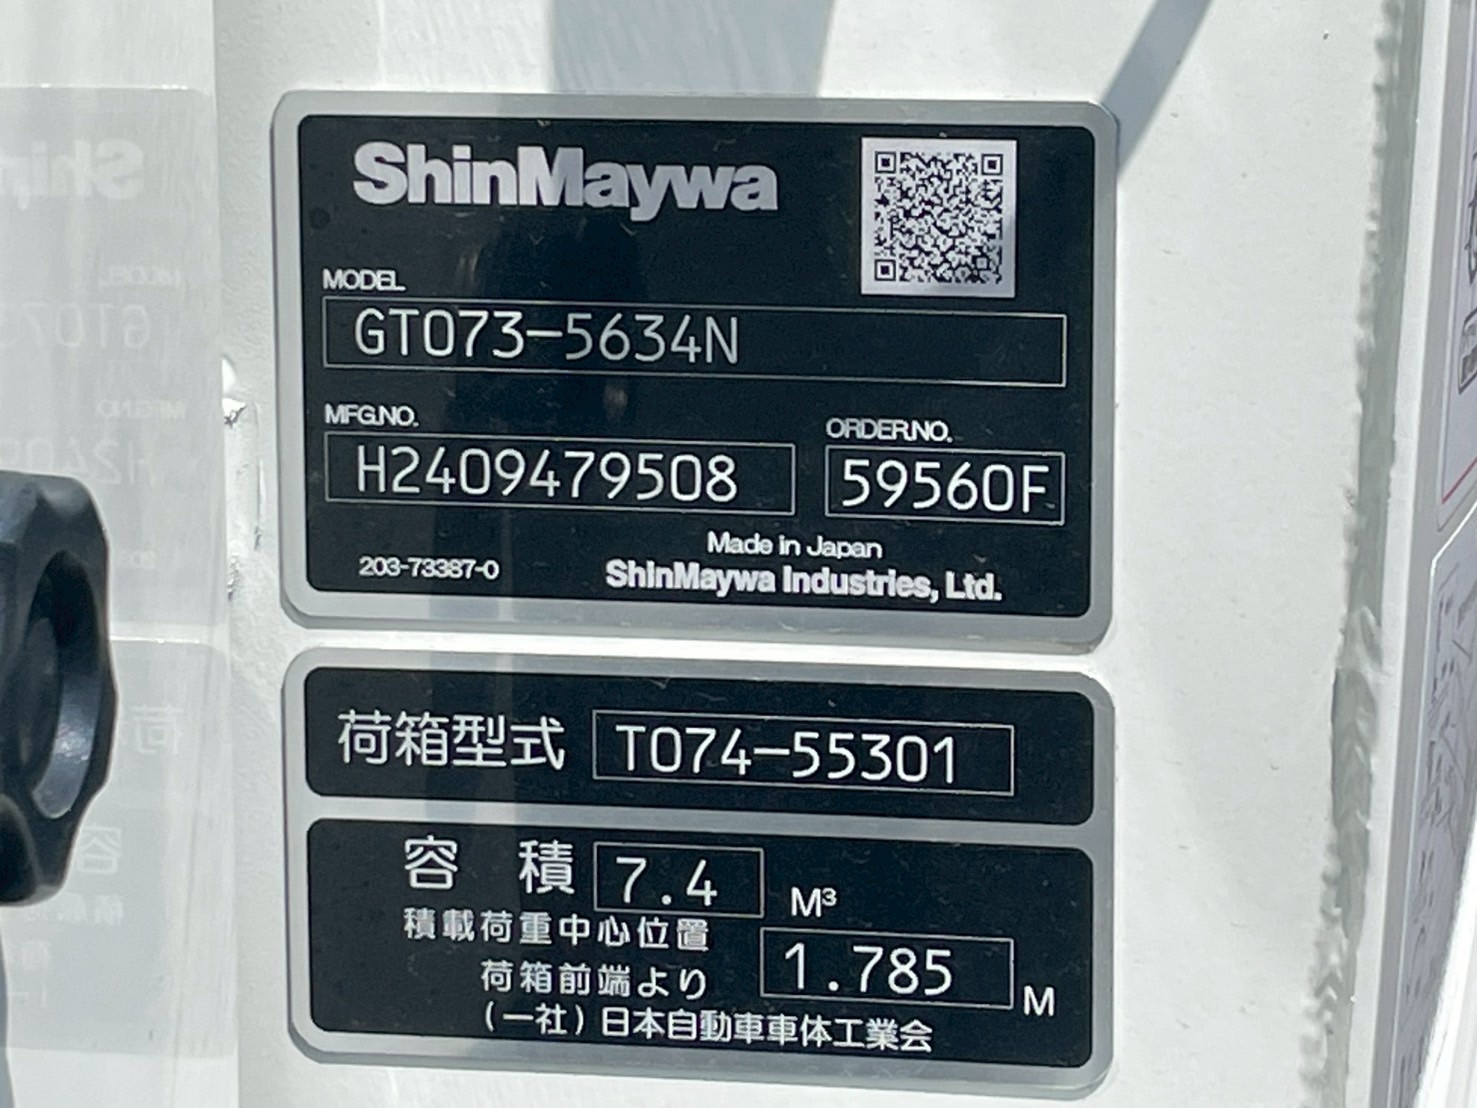 ShinMaywa
MODEL
GT073-5634N
MFG.NO. ORDER.NO.
H2409479508 59560F
Made in Japan
203-73387-0 ShinMaywa Industries, Ltd.
荷箱型式 T074-55301
容 積 7.4 M³
積載荷重中心位置
荷箱前端より 1.785 M
(一社)日本自動車車体工業会